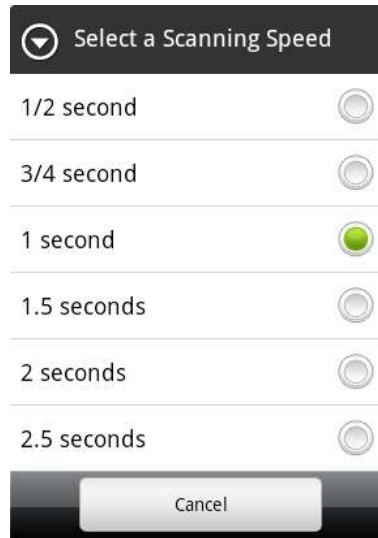 Select a Scanning Speed
1/2 second
3/4 second
1 second
1.5 seconds
2 seconds
2.5 seconds
Cancel